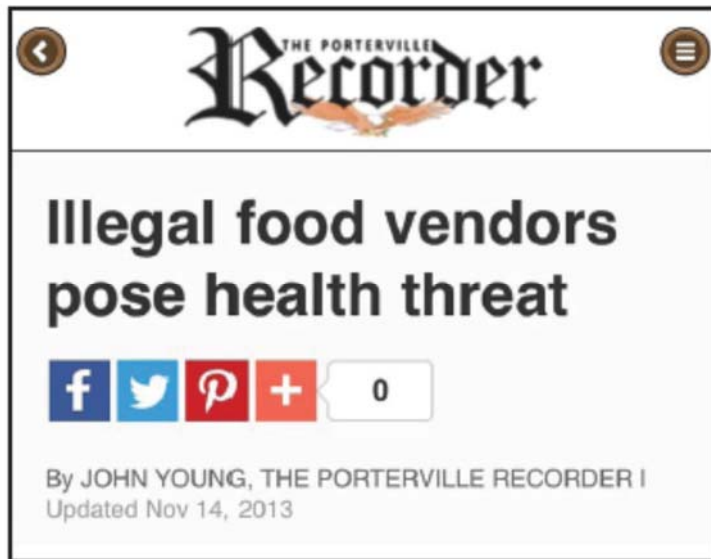 THE PORTERVILLE
Recorder
Illegal food vendors
pose health threat
0
By JOHN YOUNG, THE PORTERVILLE RECORDER |
Updated Nov 14, 2013